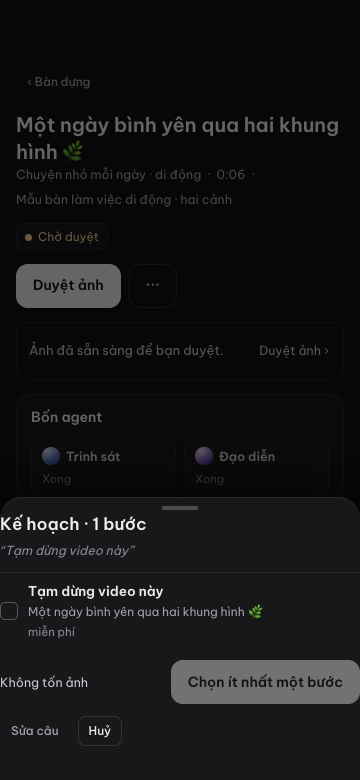 ‹ Bàn dựng
Một ngày bình yên qua hai khung
hình 🌿
Chuyện nhỏ mỗi ngày · di động · 0:06 ·
Mẫu bàn làm việc di động · hai cảnh
Chờ duyệt
Duyệt ảnh
···
Ảnh đã sẵn sàng để bạn duyệt.
Duyệt ảnh ›
Bốn agent
Trinh sát
Đạo diễn
Xong
Xong
Kế hoạch · 1 bước
“Tạm dừng video này”
Tạm dừng video này
Một ngày bình yên qua hai khung hình 🌿
miễn phí
Không tốn ảnh
Chọn ít nhất một bước
Sửa câu
Huỷ